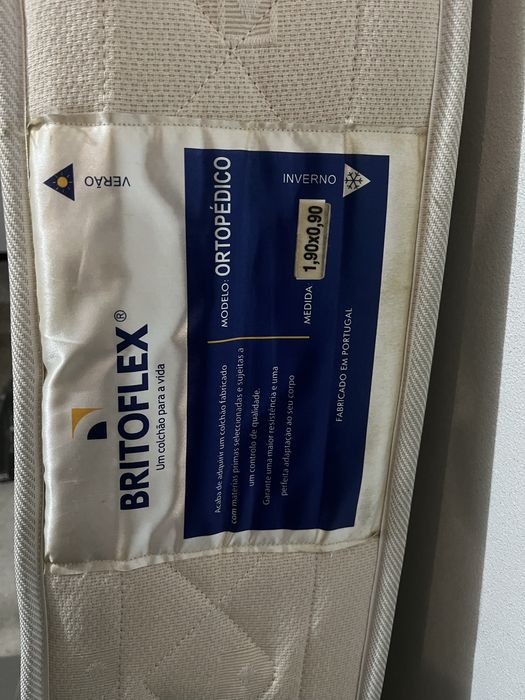 VERÃO
BRITOFLEX®
Um colchão para a vida
INVERNO
MODELO: ORTOPÉDICO
MEDIDA: 1,90x0,90
Acaba de adquirir um colchão fabricado
com matérias primas seleccionadas e sujeitas a
um controlo de qualidade.
Garante uma maior resistência e uma
perfeita adaptação ao seu corpo
FABRICADO EM PORTUGAL